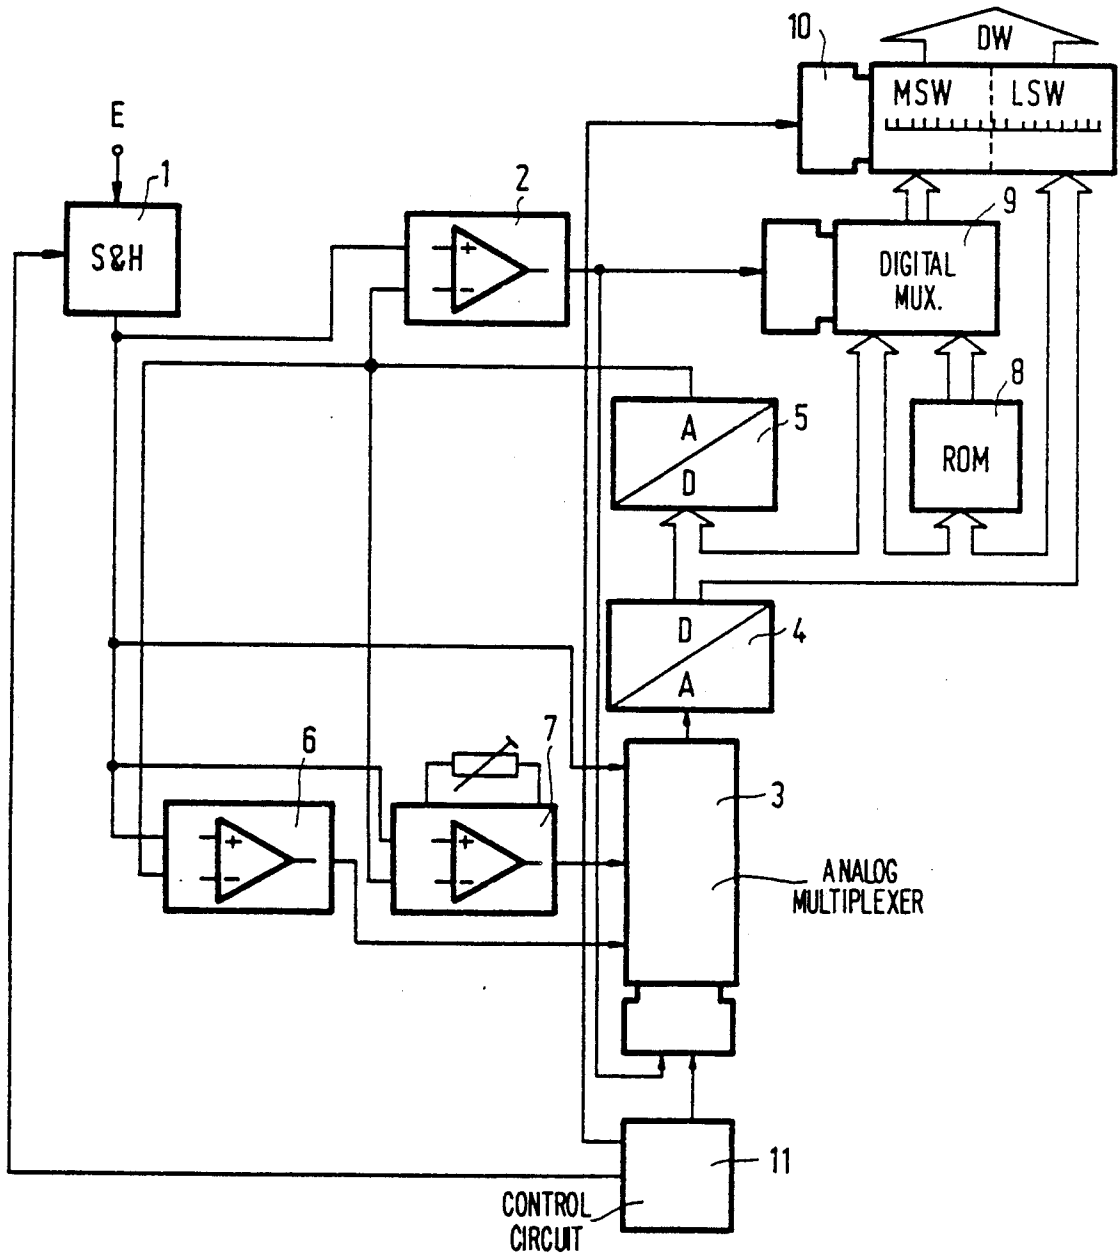 10
DW
MSW
LSW
E
1
S&H
2
+
−
9
DIGITAL
MUX.
8
ROM
A
5
D
D
4
A
6
+
−
7
+
−
3
ANALOG
MULTIPLEXER
11
CONTROL
CIRCUIT